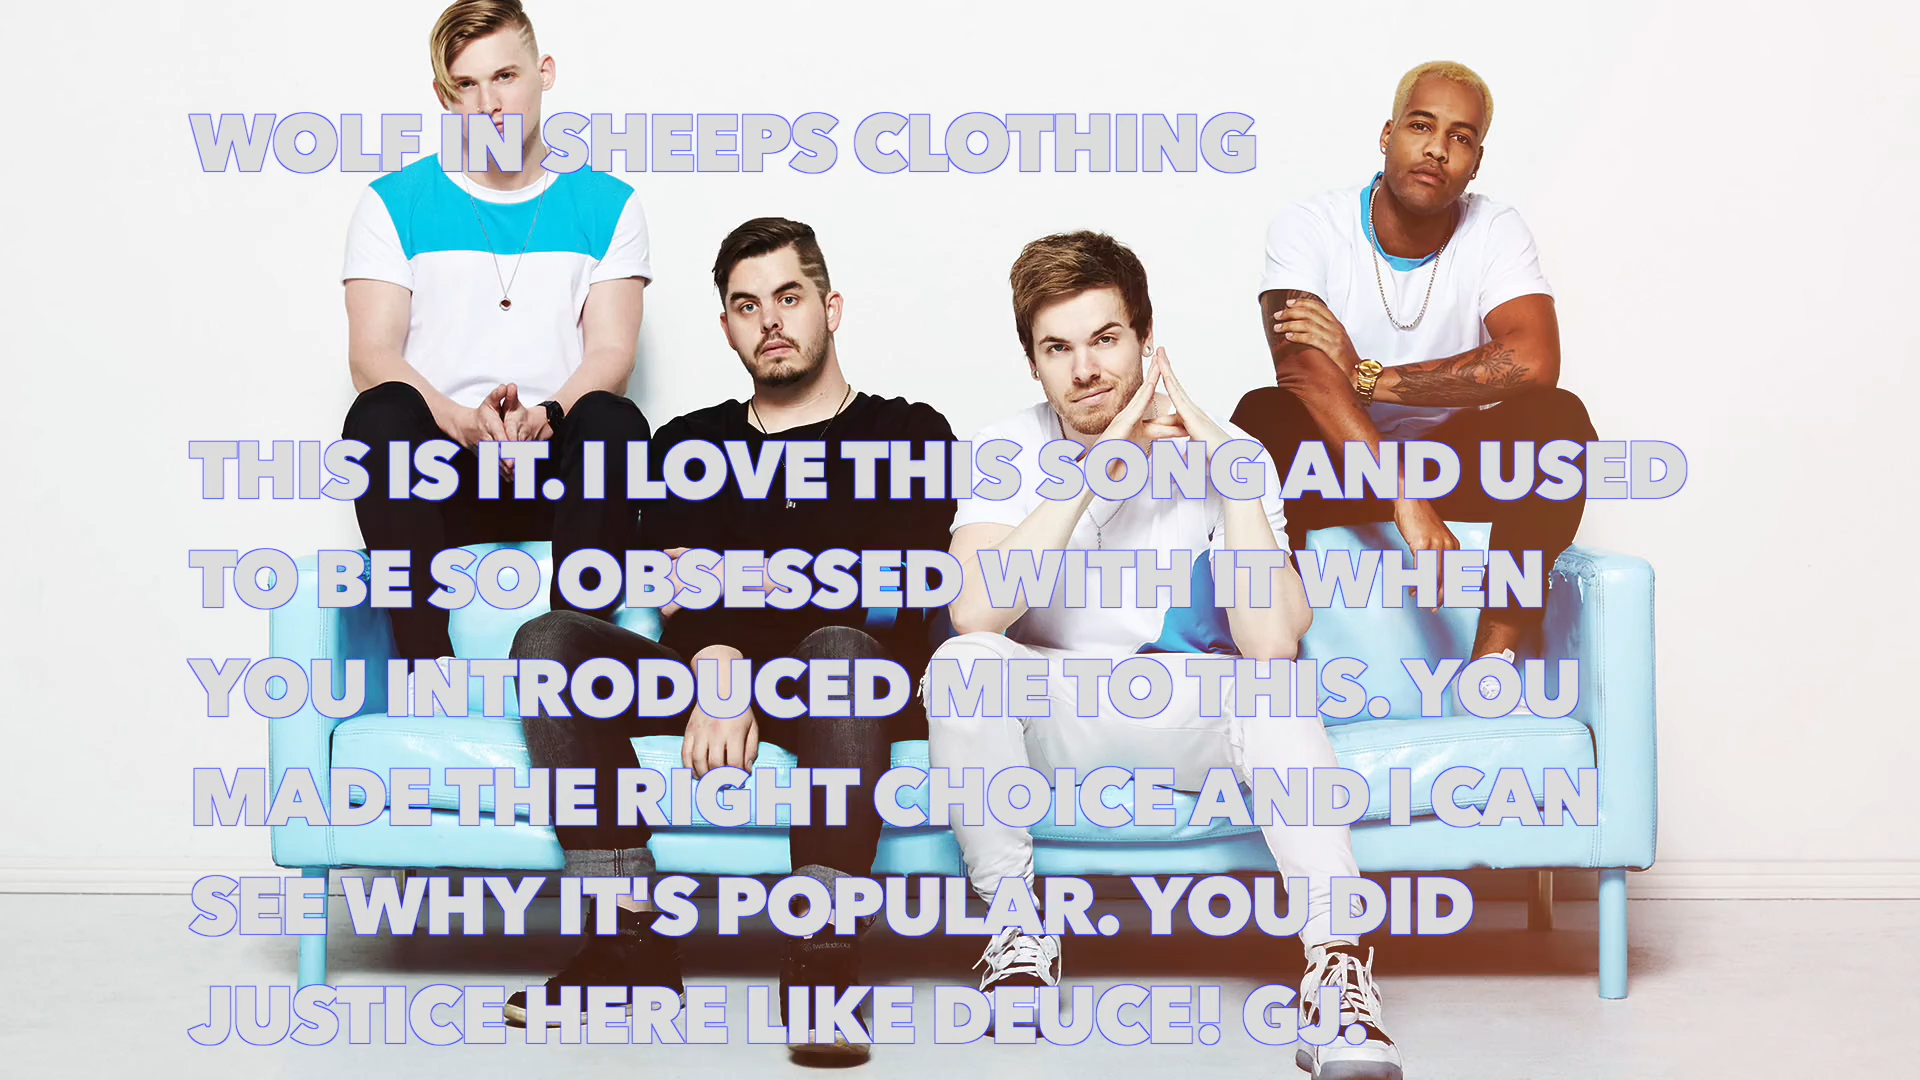 WOLF IN SHEEPS CLOTHING
THIS IS IT. I LOVE THIS SONG AND USED
TO BE SO OBSESSED WITH IT WHEN
YOU INTRODUCED ME TO THIS. YOU
MADE THE RIGHT CHOICE AND I CAN
SEE WHY IT'S POPULAR. YOU DID
JUSTICE HERE LIKE DEUCE! GJ.